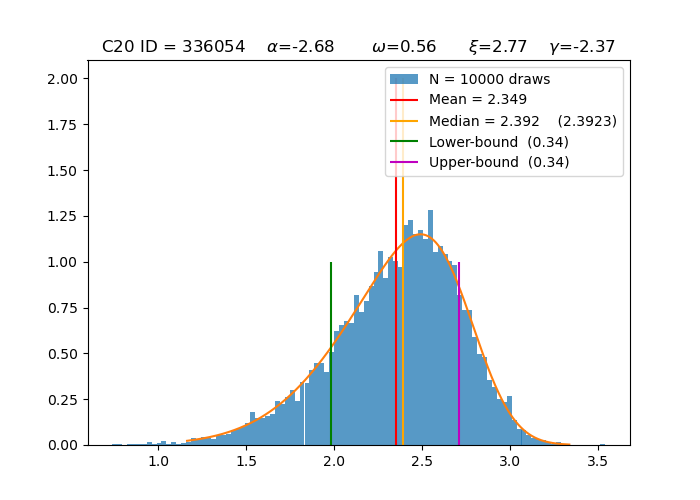 C20 ID = 336054 α=-2.68 ω=0.56 ξ=2.77 γ=-2.37
N = 10000 draws
Mean = 2.349
Median = 2.392 (2.3923)
Lower-bound (0.34)
Upper-bound (0.34)
2.00
1.75
1.50
1.25
1.00
0.75
0.50
0.25
0.00
1.0 1.5 2.0 2.5 3.0 3.5